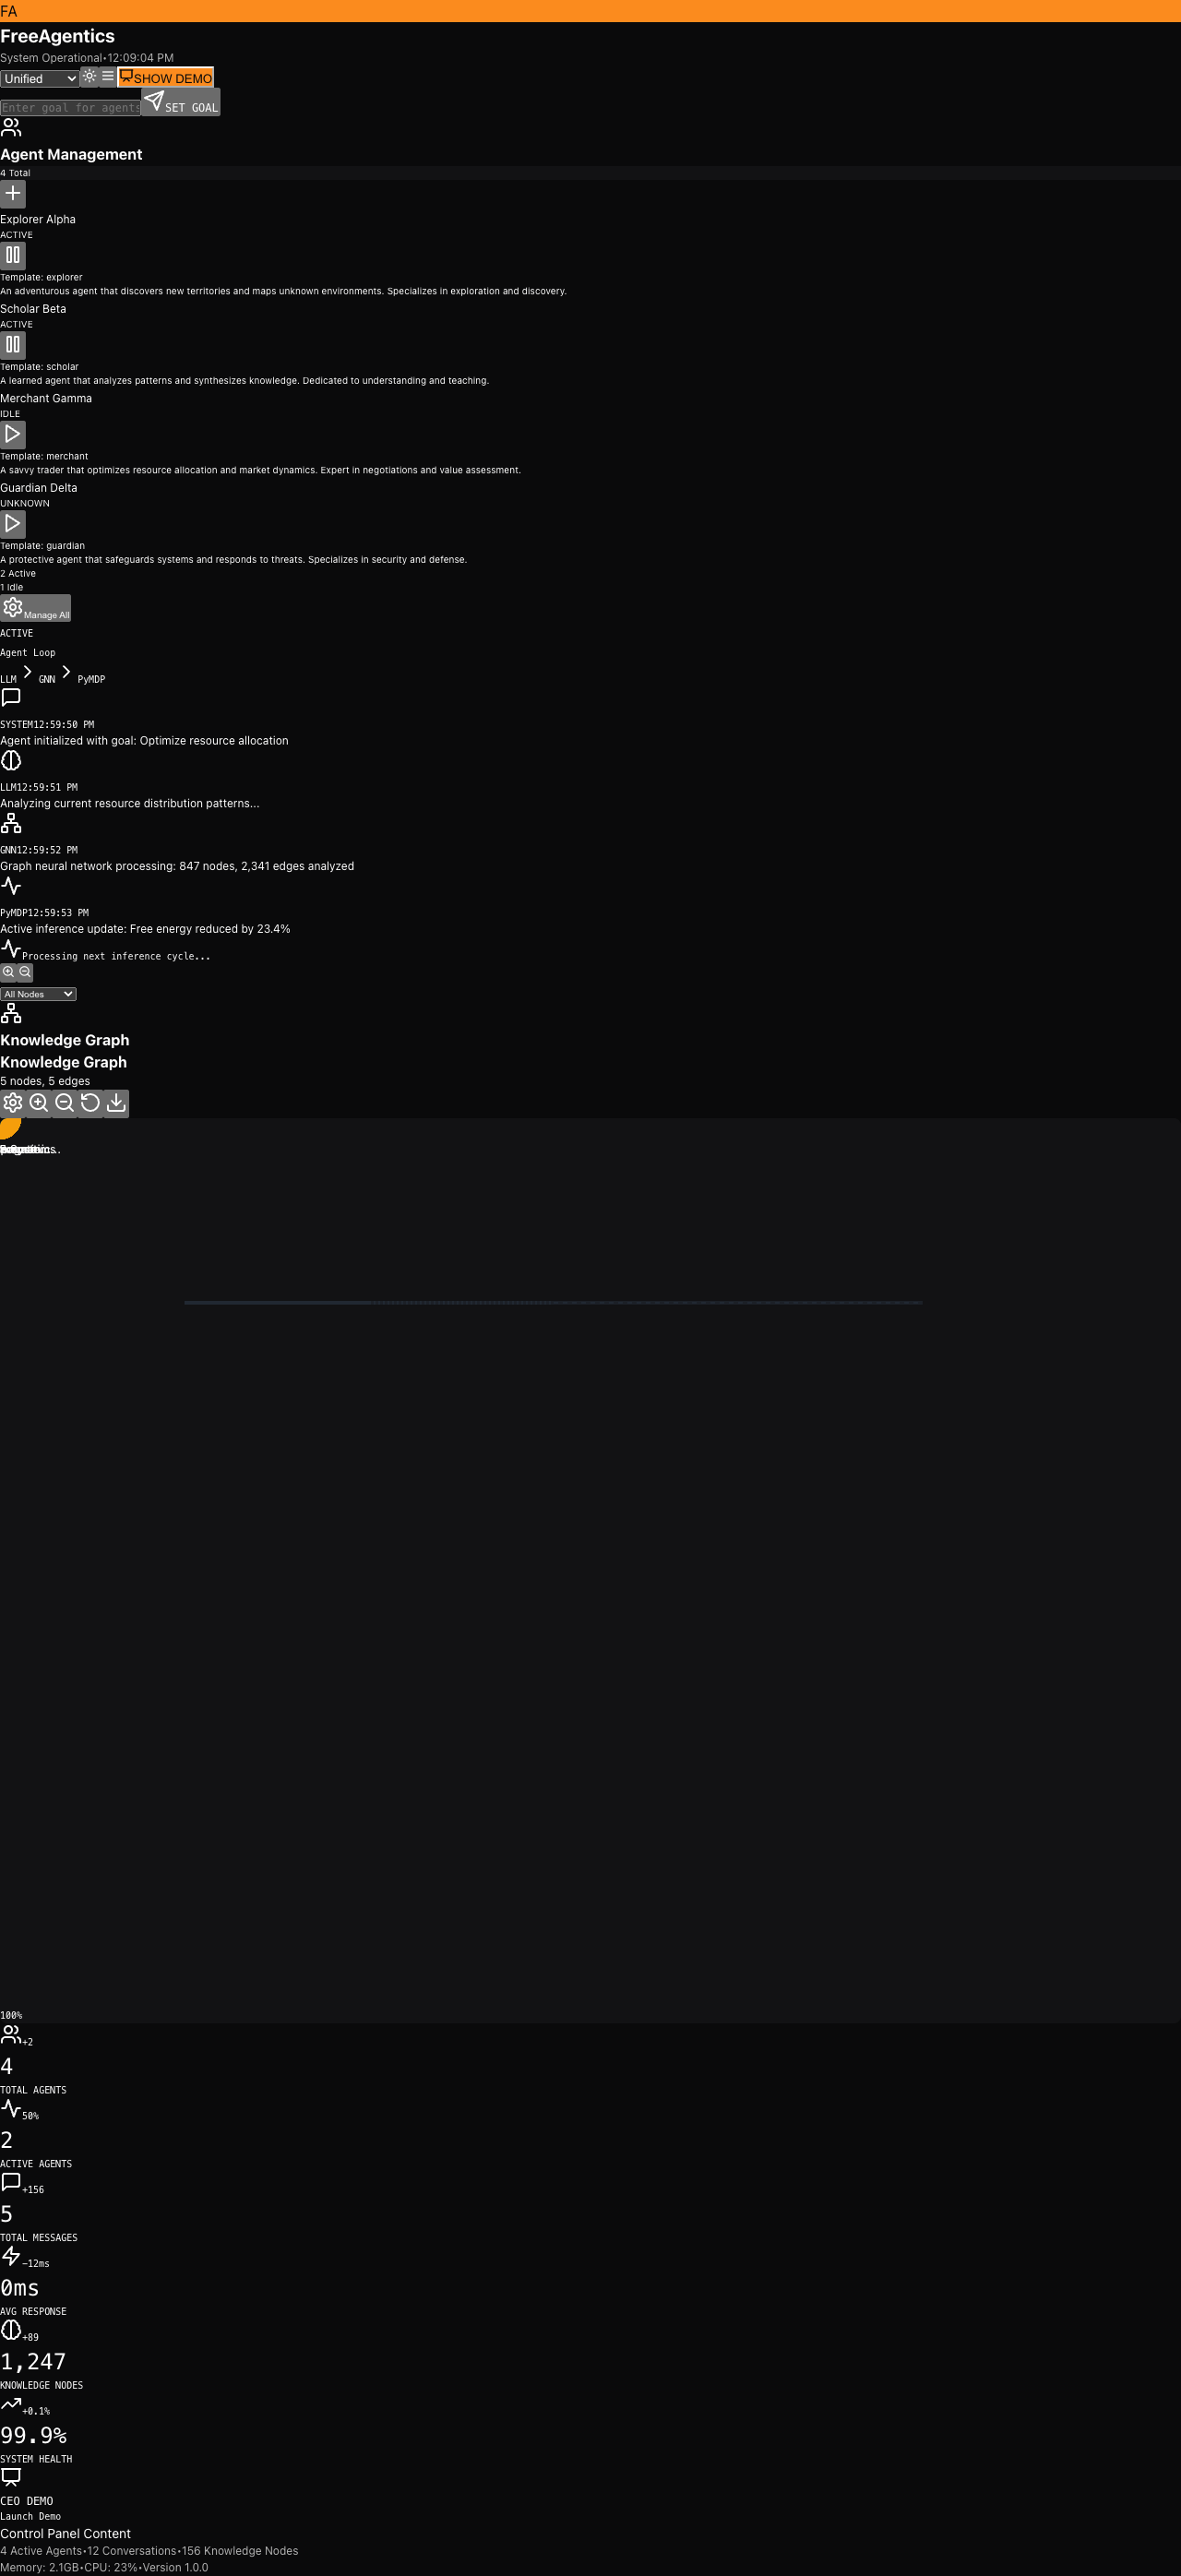 FA
FreeAgentics
System Operational•12:09:04 PM
Unified SHOW DEMO
Enter goal for agents SET GOAL
Agent Management
4 Total
Explorer Alpha
ACTIVE
Template: explorer
An adventurous agent that discovers new territories and maps unknown environments. Specializes in exploration and discovery.
Scholar Beta
ACTIVE
Template: scholar
A learned agent that analyzes patterns and synthesizes knowledge. Dedicated to understanding and teaching.
Merchant Gamma
IDLE
Template: merchant
A savvy trader that optimizes resource allocation and market dynamics. Expert in negotiations and value assessment.
Guardian Delta
UNKNOWN
Template: guardian
A protective agent that safeguards systems and responds to threats. Specializes in security and defense.
2 Active
1 Idle
Manage All
ACTIVE
Agent Loop
LLM GNN PyMDP
SYSTEM12:59:50 PM
Agent initialized with goal: Optimize resource allocation
LLM12:59:51 PM
Analyzing current resource distribution patterns...
GNN12:59:52 PM
Graph neural network processing: 847 nodes, 2,341 edges analyzed
PyMDP12:59:53 PM
Active inference update: Free energy reduced by 23.4%
Processing next inference cycle...
All Nodes
Knowledge Graph
Knowledge Graph
5 nodes, 5 edges
100%
+2
4
TOTAL AGENTS
50%
2
ACTIVE AGENTS
+156
5
TOTAL MESSAGES
-12ms
0ms
AVG RESPONSE
+89
1,247
KNOWLEDGE NODES
+0.1%
99.9%
SYSTEM HEALTH
CEO DEMO
Launch Demo
Control Panel Content
4 Active Agents•12 Conversations•156 Knowledge Nodes
Memory: 2.1GB•CPU: 23%•Version 1.0.0